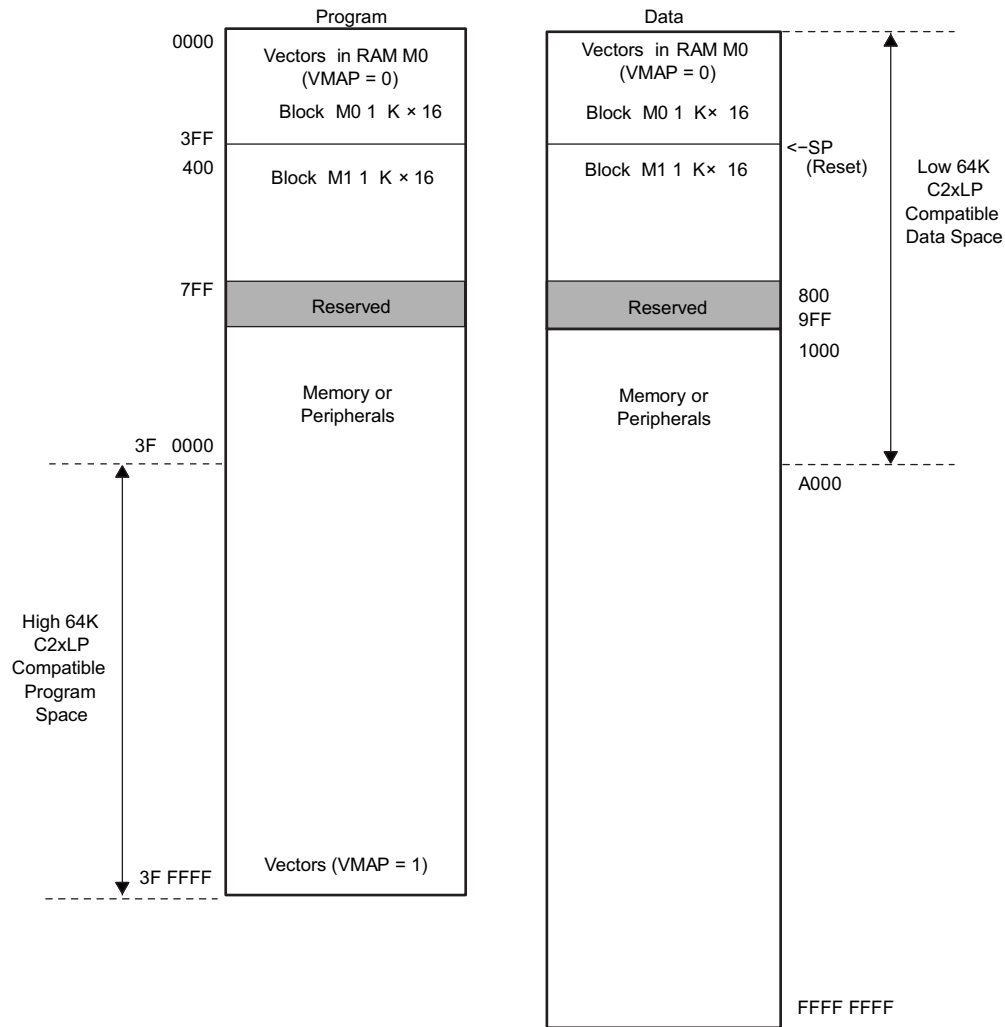 Program
Data
0000
Vectors in RAM M0
(VMAP = 0)
Block M0 1 K × 16
3FF
400
Block M1 1 K × 16
7FF
Reserved
Memory or
Peripherals
3F 0000
High 64K
C2xLP
Compatible
Program
Space
Vectors (VMAP = 1)
3F FFFF
Vectors in RAM M0
(VMAP = 0)
Block M0 1 K× 16
<−SP
(Reset)
Block M1 1 K× 16
Low 64K
C2xLP
Compatible
Data Space
Reserved
800
9FF
1000
Memory or
Peripherals
A000
FFFF FFFF